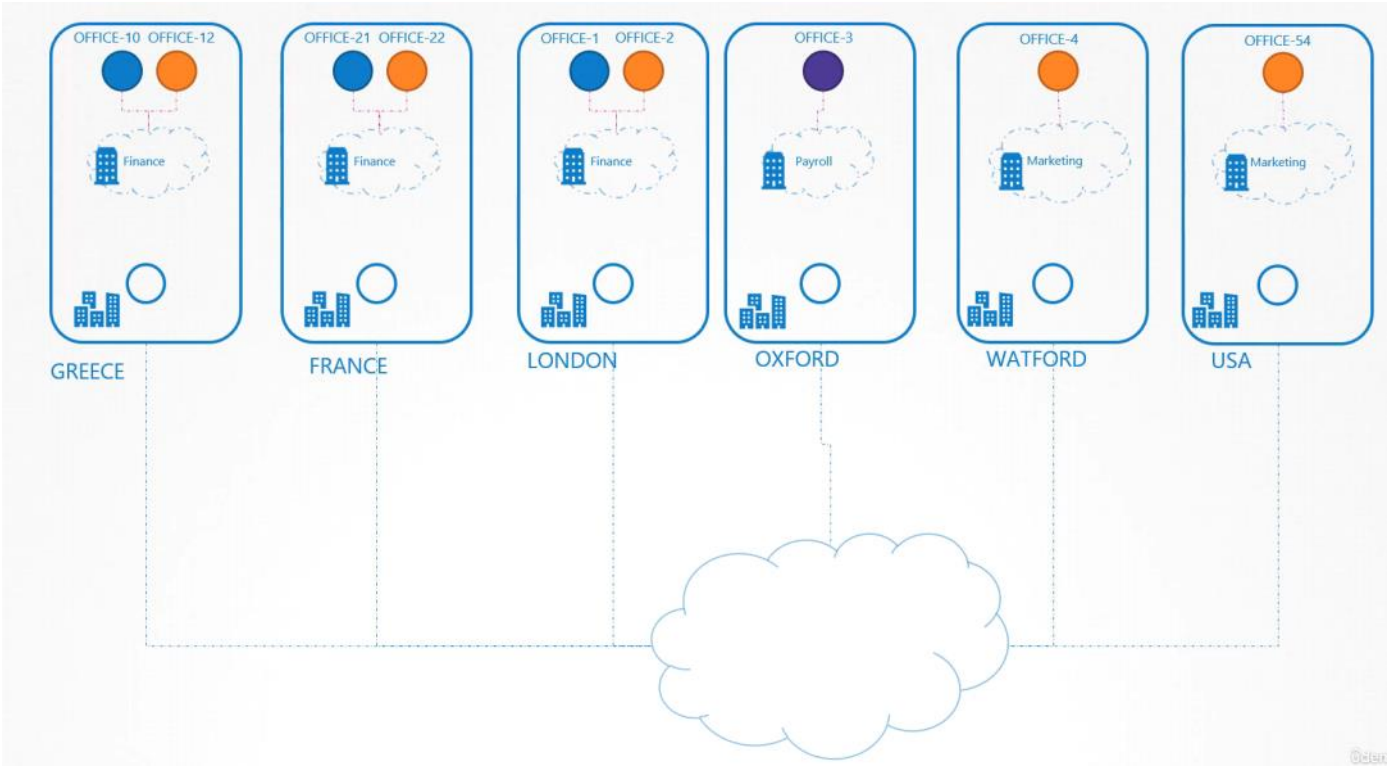 OFFICE-10 OFFICE-12
OFFICE-21 OFFICE-22
OFFICE-1 OFFICE-2
OFFICE-3
OFFICE-4
OFFICE-54
Finance
Finance
Finance
Payroll
Marketing
Marketing
GREECE
FRANCE
LONDON
OXFORD
WATFORD
USA